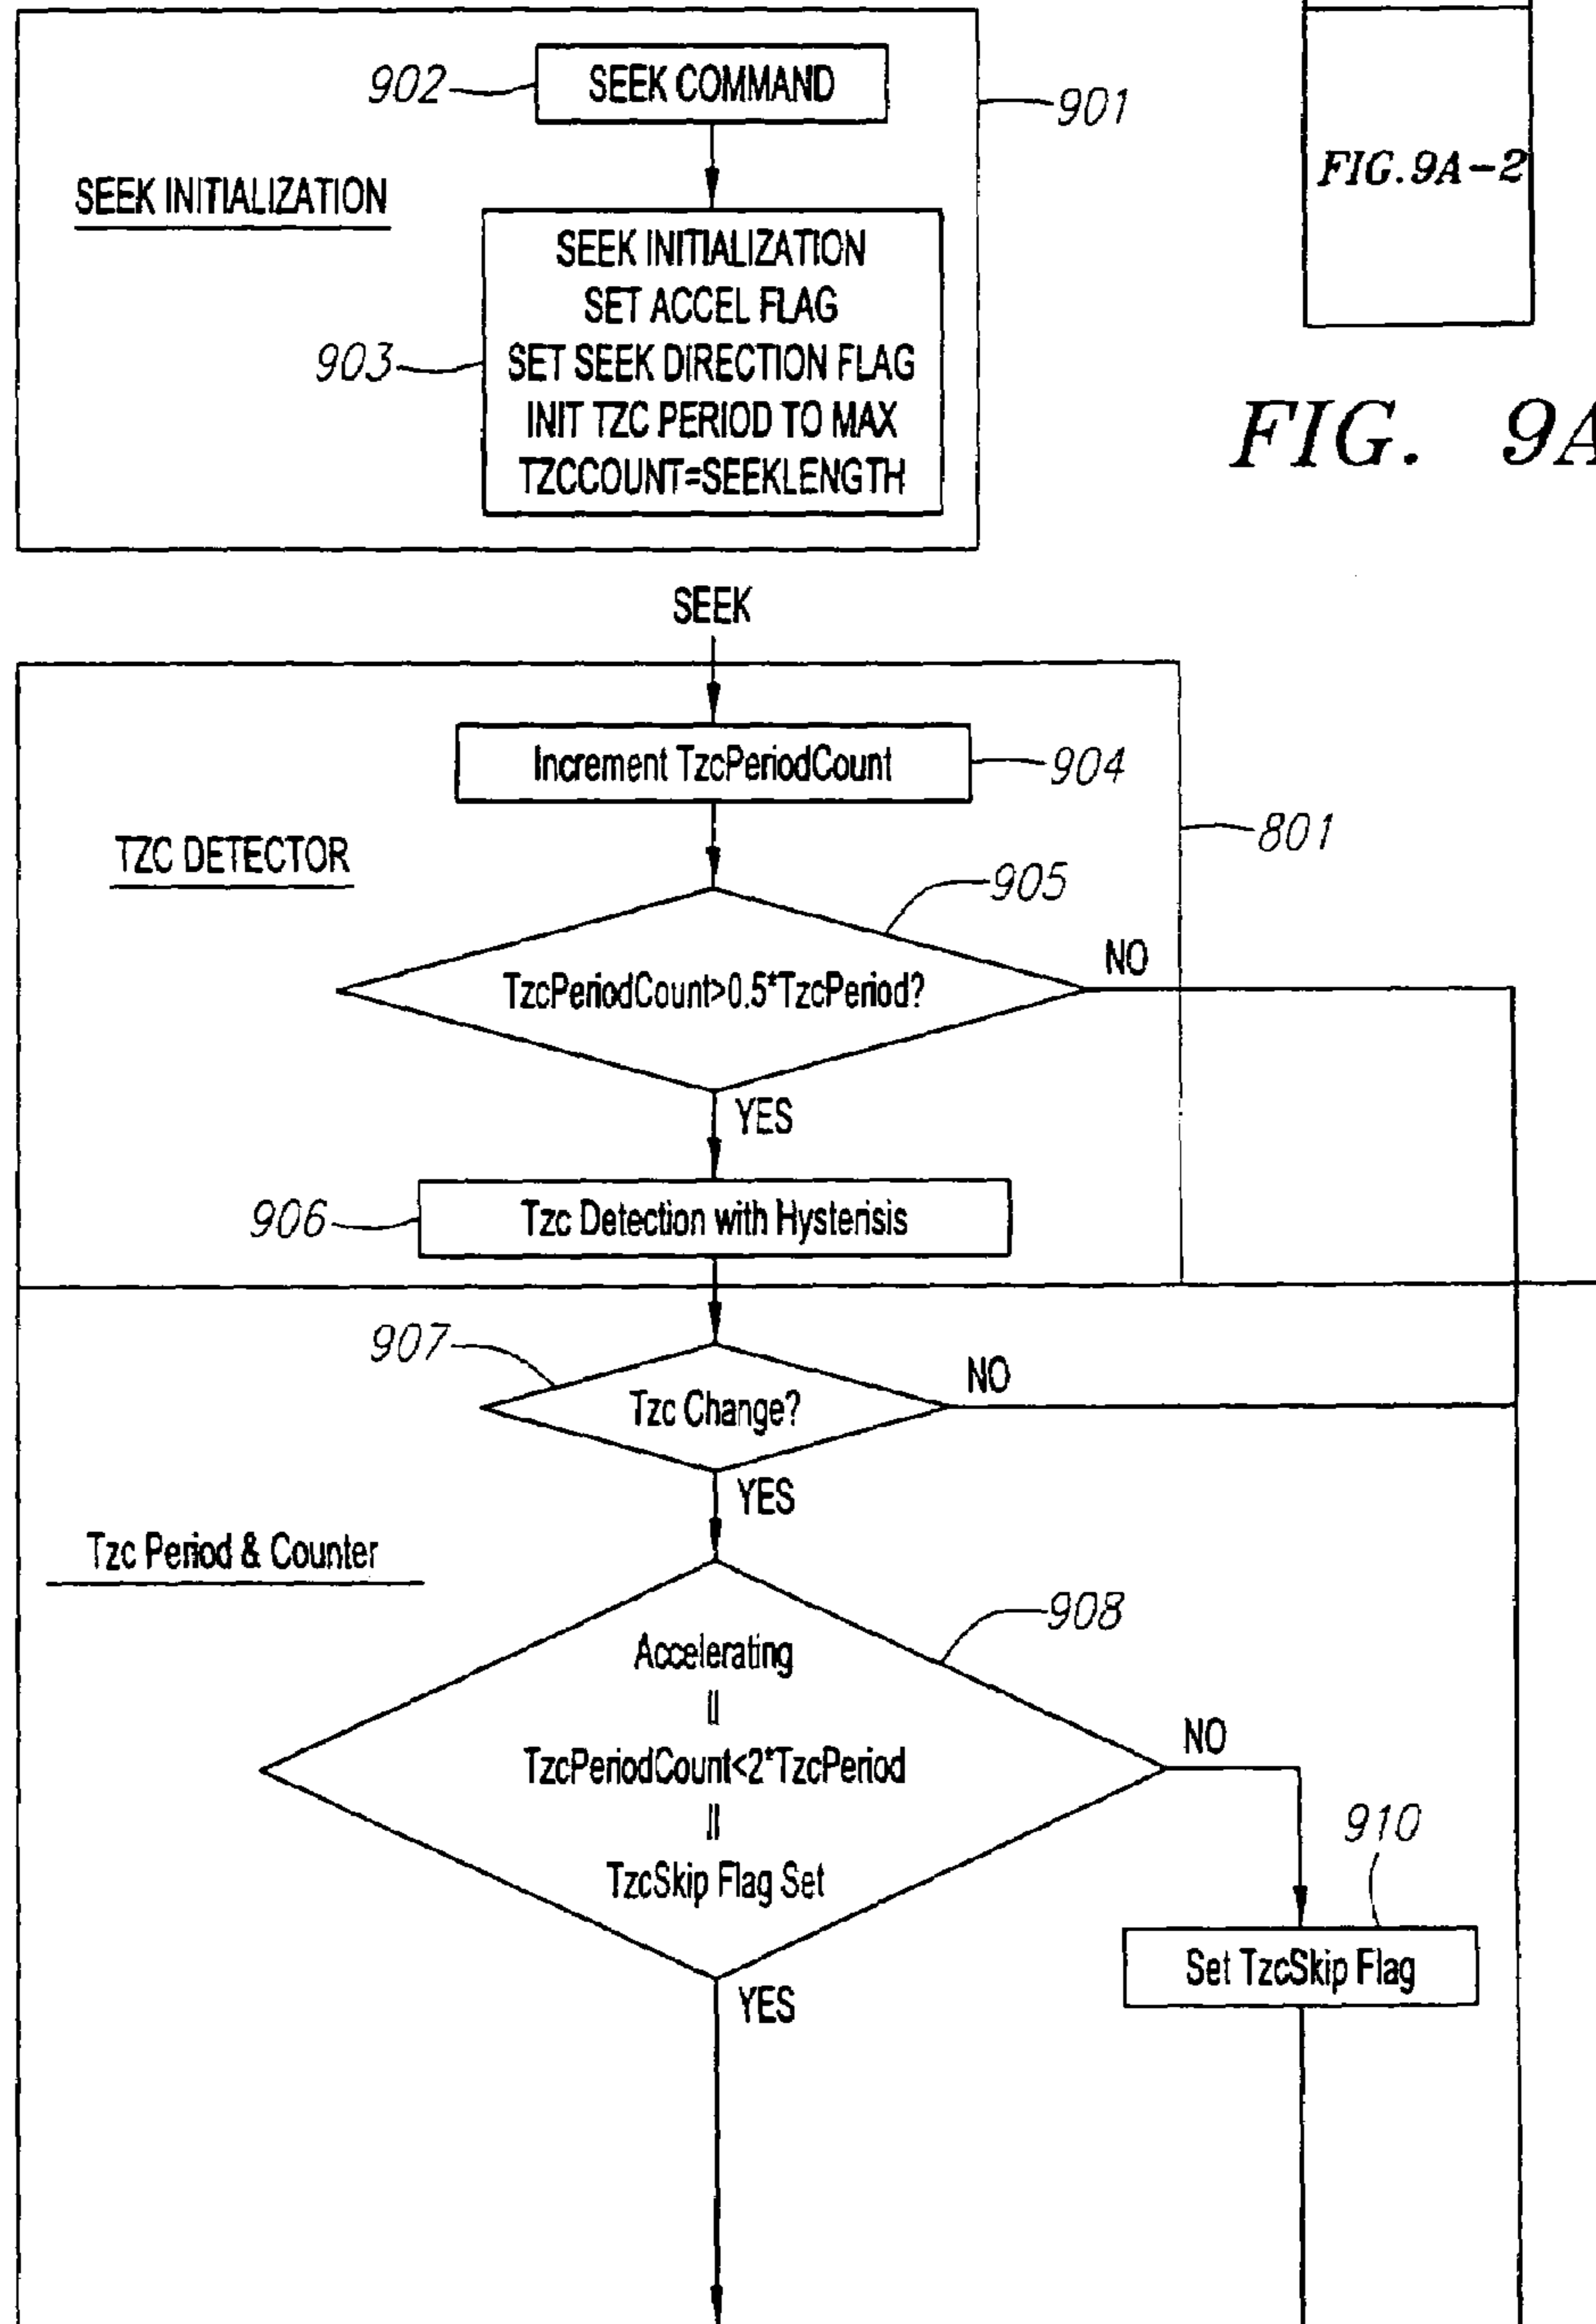 902
SEEK COMMAND
901
SEEK INITIALIZATION
FIG.9A-2
903
SEEK INITIALIZATION
SET ACCEL FLAG
SET SEEK DIRECTION FLAG
INIT TZC PERIOD TO MAX
TZCCOUNT=SEEKLENGTH
FIG. 9A
SEEK
Increment TzcPeriodCount
904
TZC DETECTOR
801
905
TzcPeriodCount>0.5*TzcPeriod?
NO
YES
906
Tzc Detection with Hysterisis
907
Tzc Change?
NO
YES
Tzc Period & Counter
908
Accelerating
||
TzcPeriodCount<2*TzcPeriod
||
TzcSkip Flag Set
NO
910
Set TzcSkip Flag
YES